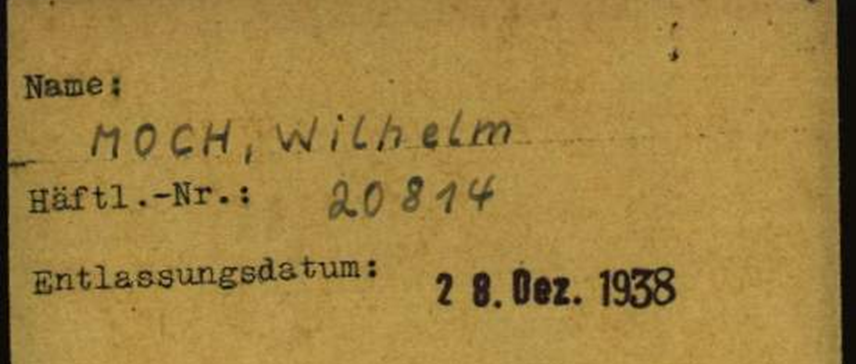 Name:
MOCH, Wilhelm
Häftl.-Nr.: 20814
Entlassungsdatum: 28. Dez. 1938